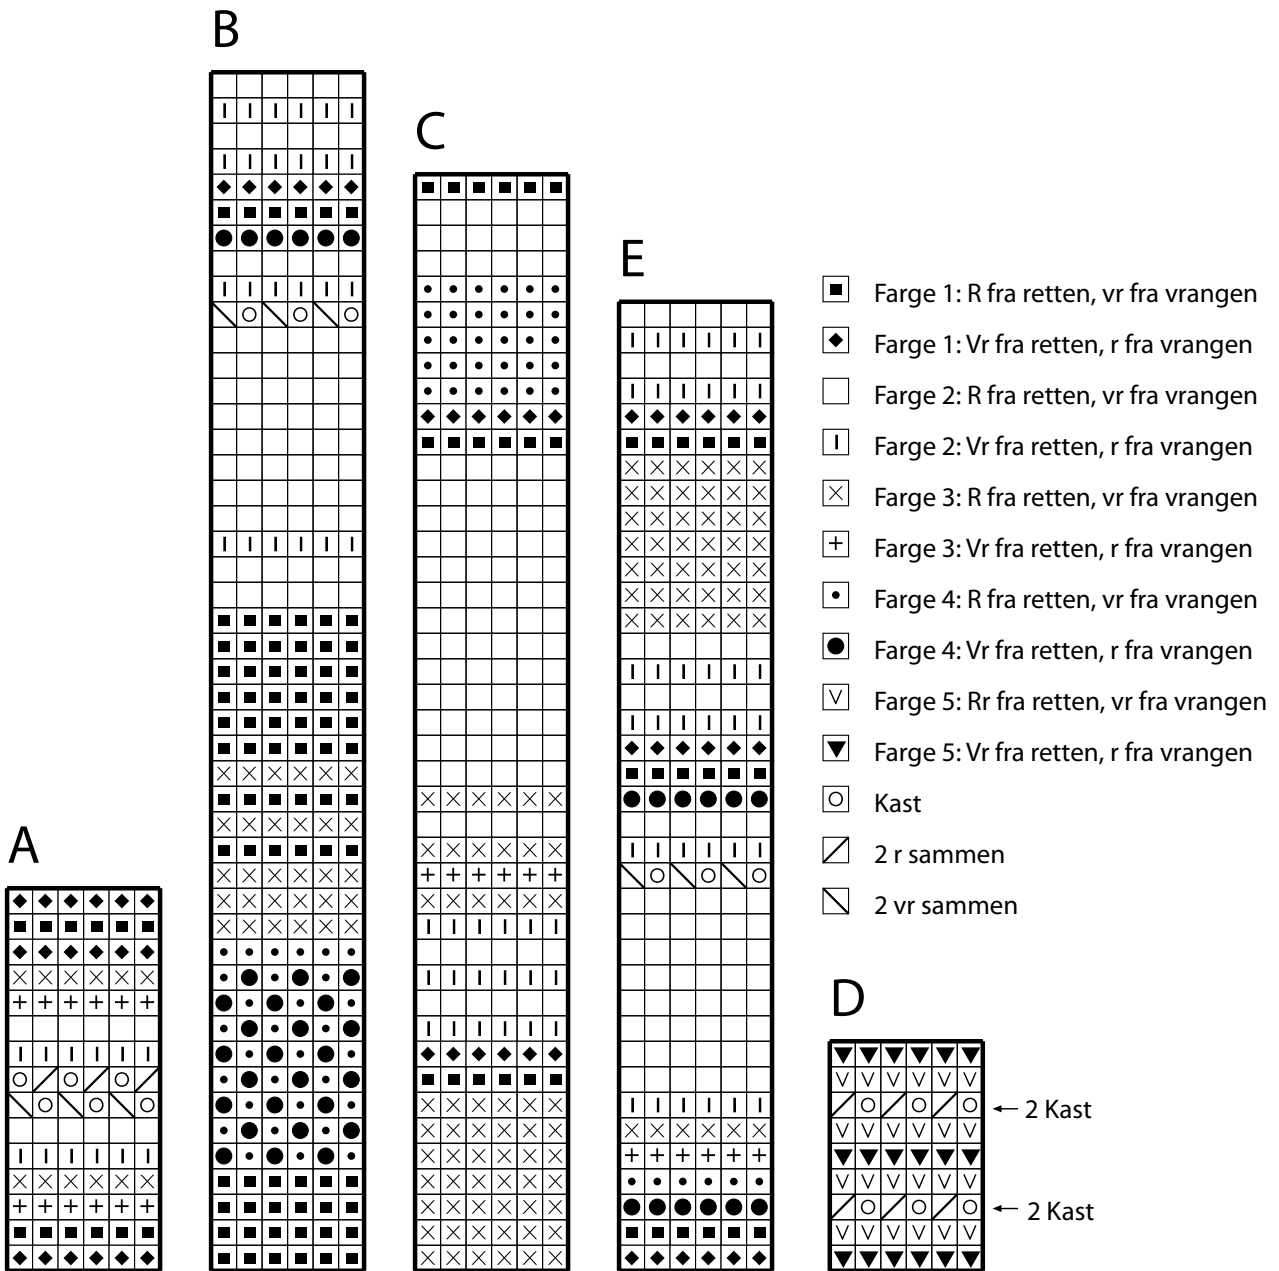 B
C
E
Farge 1: R fra retten, vr fra vrangen
Farge 1: Vr fra retten, r fra vrangen
Farge 2: R fra retten, vr fra vrangen
Farge 2: Vr fra retten, r fra vrangen
Farge 3: R fra retten, vr fra vrangen
Farge 3: Vr fra retten, r fra vrangen
Farge 4: R fra retten, vr fra vrangen
Farge 4: Vr fra retten, r fra vrangen
Farge 5: Rr fra retten, vr fra vrangen
Farge 5: Vr fra retten, r fra vrangen
Kast
2 r sammen
2 vr sammen
A
D
2 Kast
2 Kast